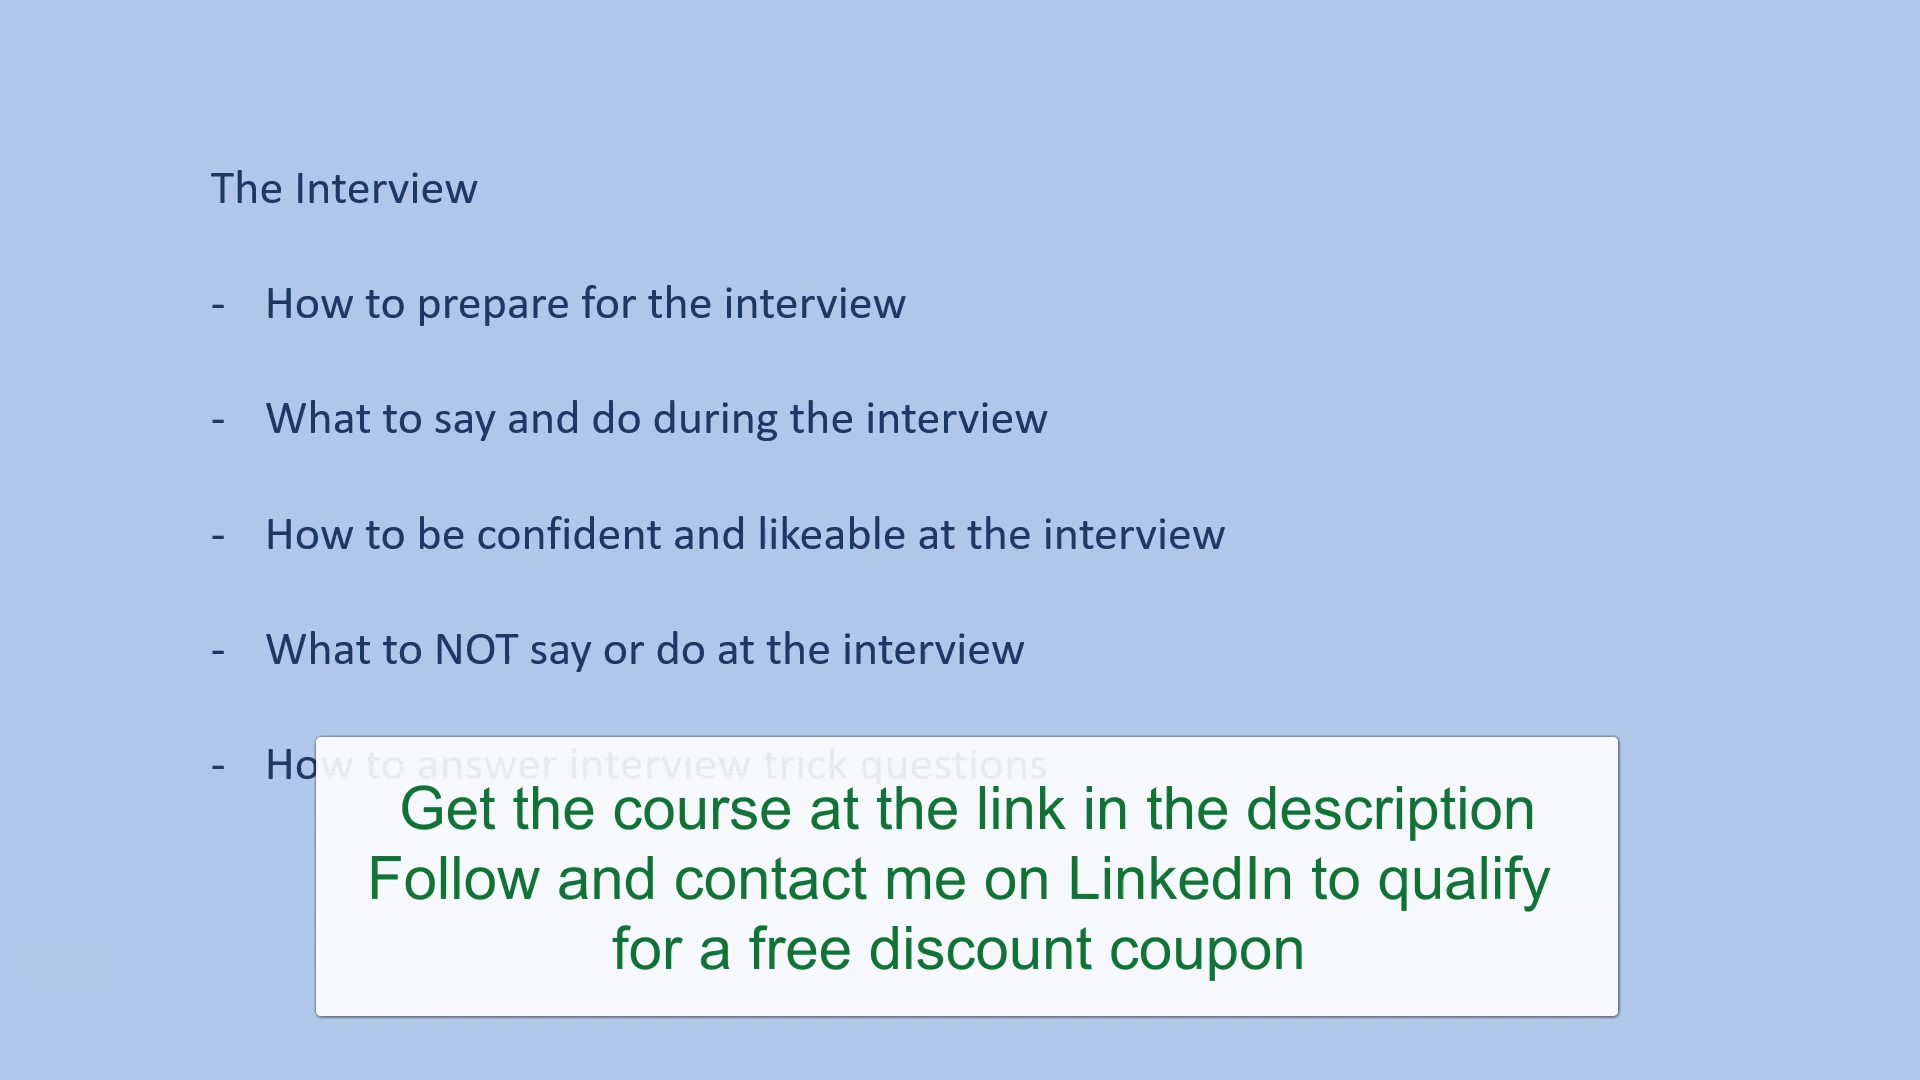 The Interview
- How to prepare for the interview
- What to say and do during the interview
- How to be confident and likeable at the interview
- What to NOT say or do at the interview
- How to answer interview trick questions
Get the course at the link in the description
Follow and contact me on LinkedIn to qualify
for a free discount coupon